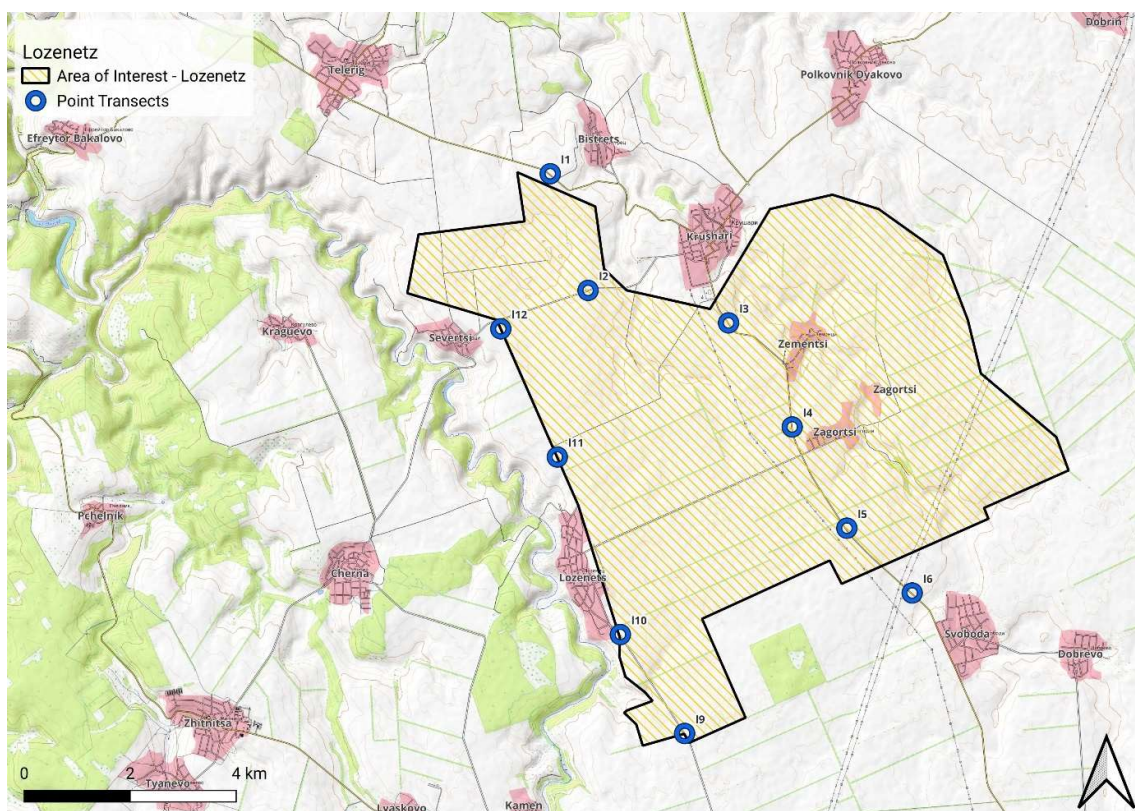 Lozenetz
Area of Interest - Lozenetz
Point Transects
Dobrin
Telerig
Polkovnik Dyakovo
Efreytor Bakalovo
Bistrets
I1
Krushari
I2
I3
I12
Kraguevo
Severtsi
Zementsi
Zagortsi
I4
Zagortsi
I11
Pchelnik
I5
Cherna
Lozenets
I6
I10
Svoboda
Dobrevo
Zhitnitsa
I9
0 2 4 km
Tyanevo
Lyaskovo
Kamen